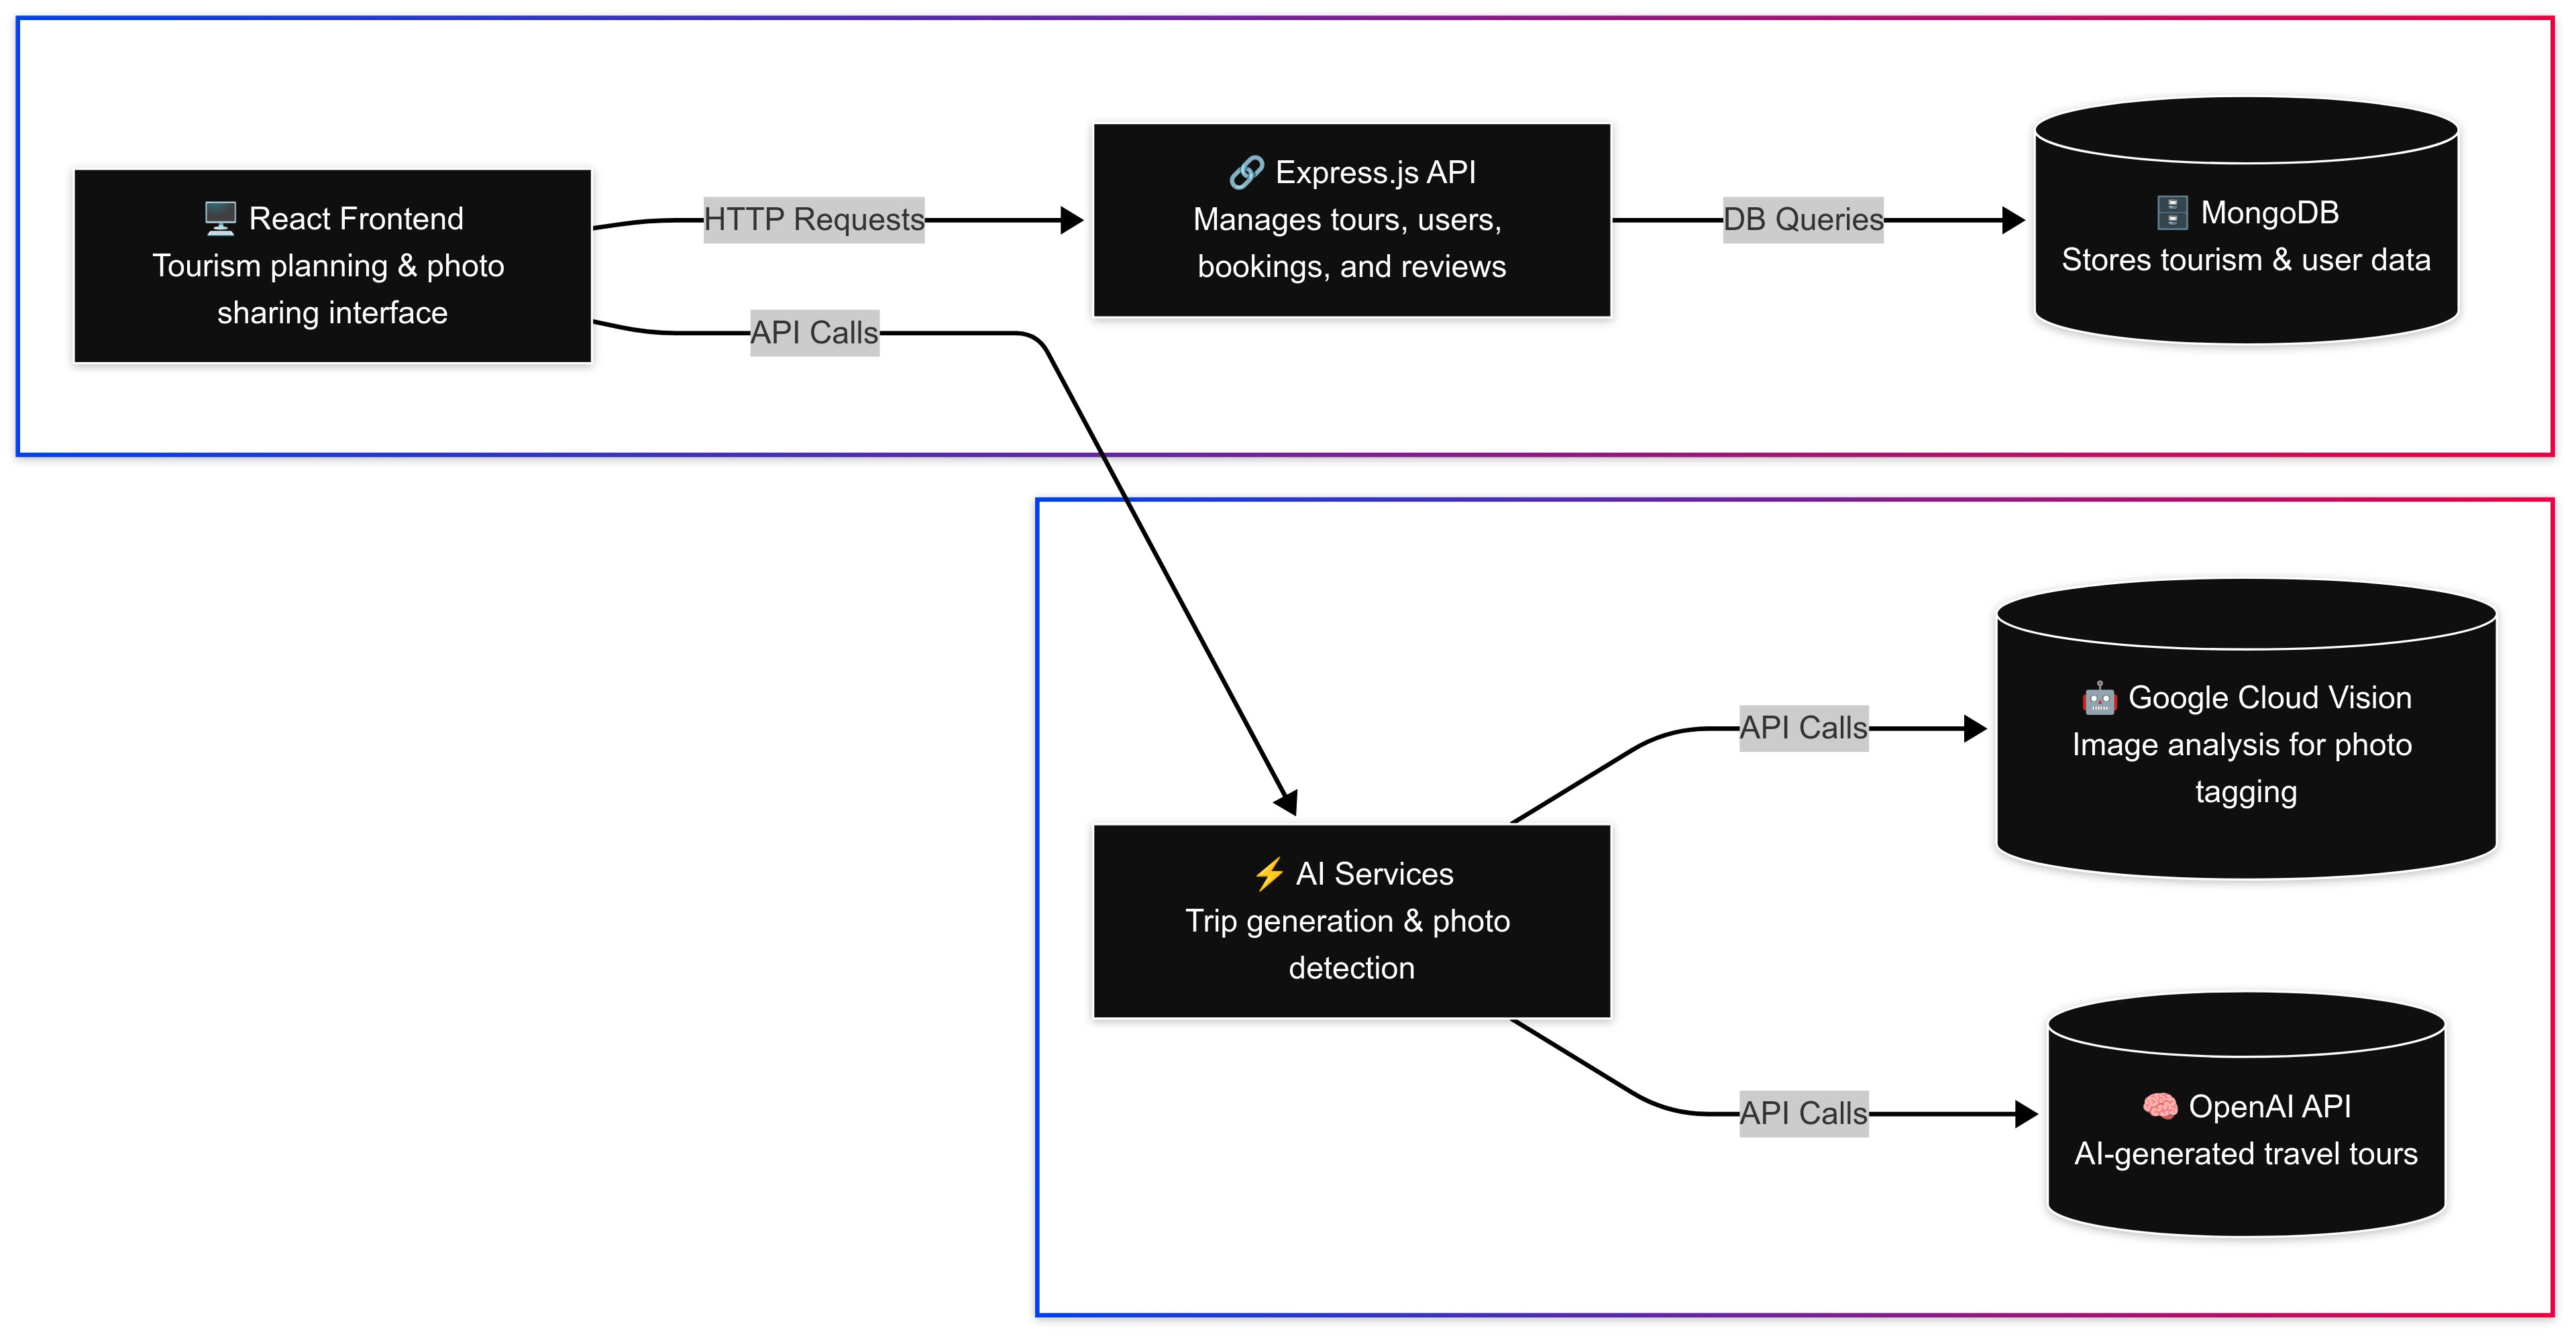 🖥️ React Frontend
Tourism planning & photo
sharing interface
HTTP Requests
API Calls
🔗 Express.js API
Manages tours, users,
bookings, and reviews
DB Queries
🗄️ MongoDB
Stores tourism & user data
⚡ AI Services
Trip generation & photo
detection
API Calls
🤖 Google Cloud Vision
Image analysis for photo
tagging
API Calls
🧠 OpenAI API
AI-generated travel tours